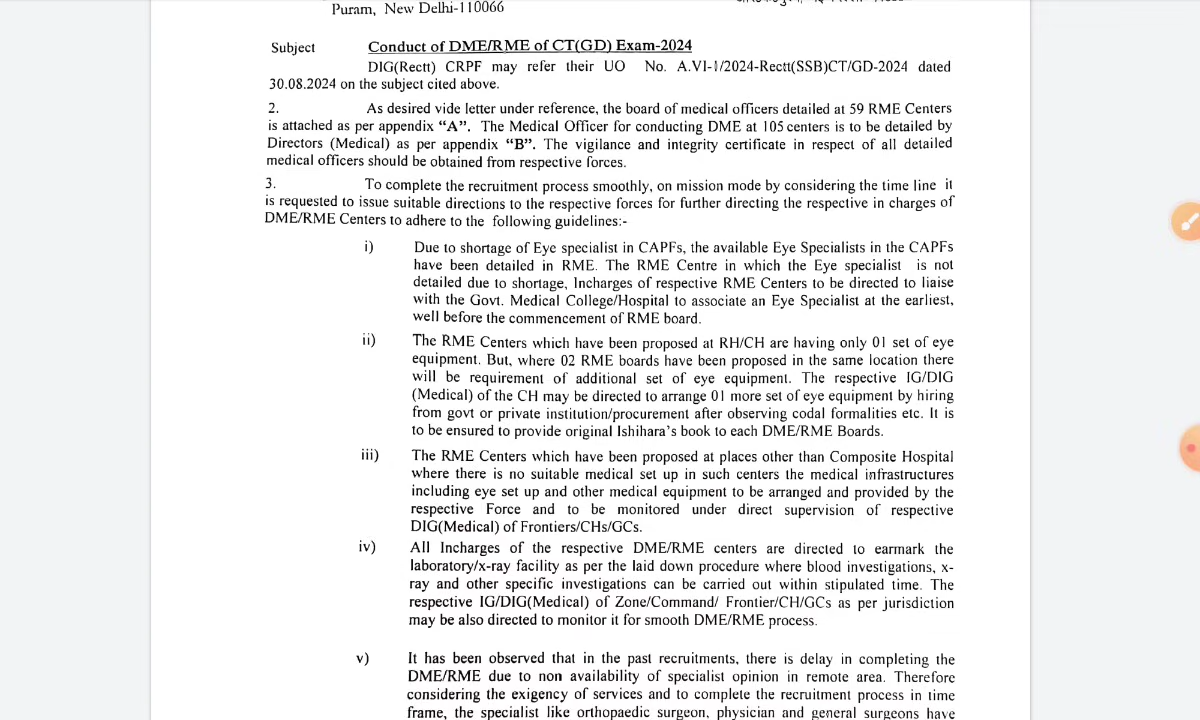 Puram, New Delhi-110066
Subject Conduct of DME/RME of CT(GD) Exam-2024
DIG(Rectt) CRPF may refer their UO No. A.VI-1/2024-Rectt(SSB)CT/GD-2024 dated
30.08.2024 on the subject cited above.
2. As desired vide letter under reference, the board of medical officers detailed at 59 RME Centers
is attached as per appendix “A”. The Medical Officer for conducting DME at 105 centers is to be detailed by
Directors (Medical) as per appendix “B”. The vigilance and integrity certificate in respect of all detailed
medical officers should be obtained from respective forces.
3. To complete the recruitment process smoothly, on mission mode by considering the time line it
is requested to issue suitable directions to the respective forces for further directing the respective in charges of
DME/RME Centers to adhere to the following guidelines:-
i) Due to shortage of Eye specialist in CAPFs, the available Eye Specialists in the CAPFs
have been detailed in RME. The RME Centre in which the Eye specialist is not
detailed due to shortage, Incharges of respective RME Centers to be directed to liaise
with the Govt. Medical College/Hospital to associate an Eye Specialist at the earliest,
well before the commencement of RME board.
ii) The RME Centers which have been proposed at RH/CH are having only 01 set of eye
equipment. But, where 02 RME boards have been proposed in the same location there
will be requirement of additional set of eye equipment. The respective IG/DIG
(Medical) of the CH may be directed to arrange 01 more set of eye equipment by hiring
from govt or private institution/procurement after observing codal formalities etc. It is
to be ensured to provide original Ishihara’s book to each DME/RME Boards.
iii) The RME Centers which have been proposed at places other than Composite Hospital
where there is no suitable medical set up in such centers the medical infrastructures
including eye set up and other medical equipment to be arranged and provided by the
respective Force and to be monitored under direct supervision of respective
DIG(Medical) of Frontiers/CHs/GCs.
iv) All Incharges of the respective DME/RME centers are directed to earmark the
laboratory/x-ray facility as per the laid down procedure where blood investigations, x-
ray and other specific investigations can be carried out within stipulated time. The
respective IG/DIG(Medical) of Zone/Command/ Frontier/CH/GCs as per jurisdiction
may be also directed to monitor it for smooth DME/RME process.
v) It has been observed that in the past recruitments, there is delay in completing the
DME/RME due to non availability of specialist opinion in remote area. Therefore
considering the exigency of services and to complete the recruitment process in time
frame, the specialist like orthopaedic surgeon, physician and general surgeons have